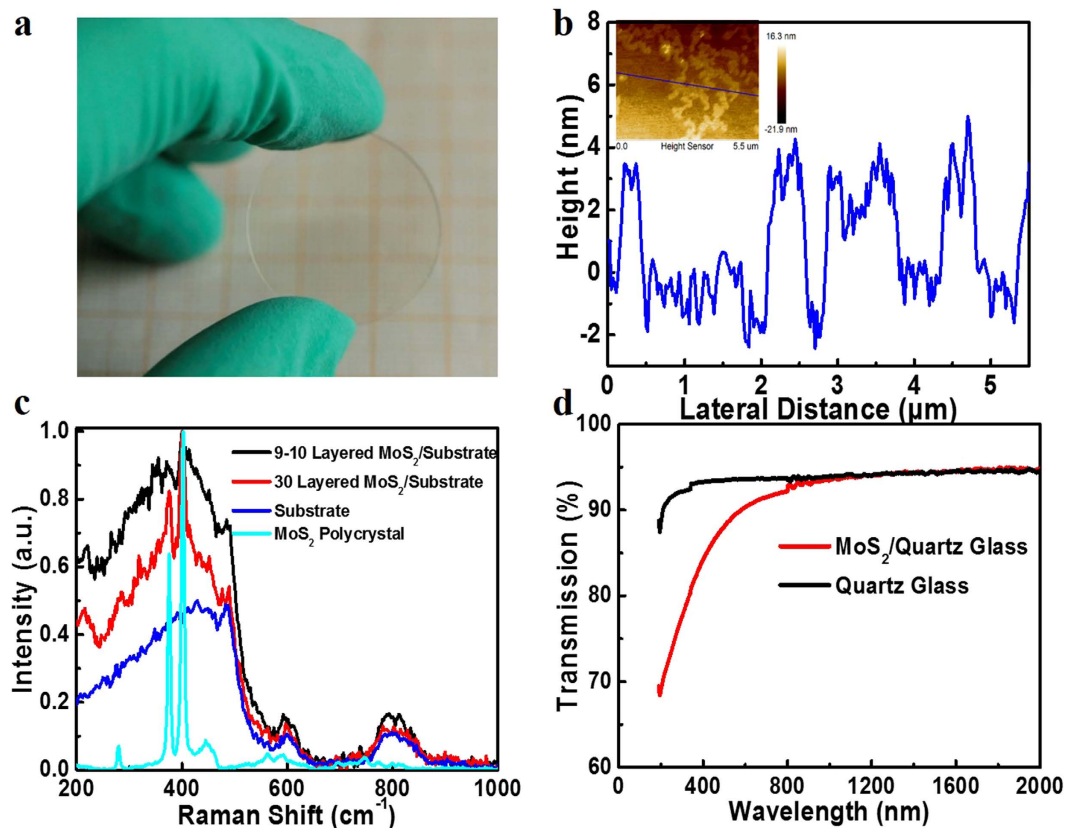 a
b
8
6
4
2
0
-2
Height (nm)
16.3 nm
-21.9 nm
0.0 Height Sensor 5.5 um
0 1 2 3 4 5
Lateral Distance (μm)
c
1.0
0.8
0.6
0.4
0.2
0.0
Intensity (a.u.)
9-10 Layered MoS2/Substrate
30 Layered MoS2/Substrate
Substrate
MoS2 Polycrystal
200 400 600 800 1000
Raman Shift (cm-1)
d
100
90
80
70
60
Transmission (%)
MoS2/Quartz Glass
Quartz Glass
0 400 800 1200 1600 2000
Wavelength (nm)